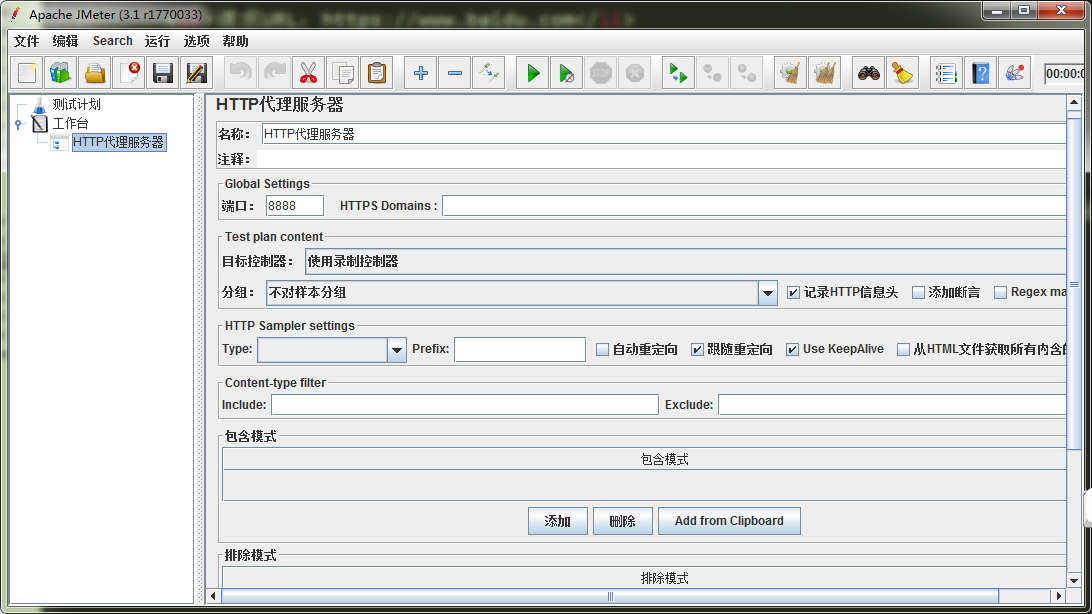 Apache JMeter (3.1 r1770033)
URL: https://www.baidu.com</li>
文件 编辑 Search 运行 选项 帮助
STOP
00:00:0
测试计划
工作台
HTTP代理服务器
HTTP代理服务器
名称： HTTP代理服务器
注释：
Global Settings
端口： 8888 HTTPS Domains :
Test plan content
目标控制器： 使用录制控制器
分组： 不对样本分组 记录HTTP信息头 添加断言 Regex ma
HTTP Sampler settings
Type: Prefix: 自动重定向 跟随重定向 Use KeepAlive 从HTML文件获取所有内含
Content-type filter
Include: Exclude:
包含模式
包含模式
添加 删除 Add from Clipboard
排除模式
排除模式